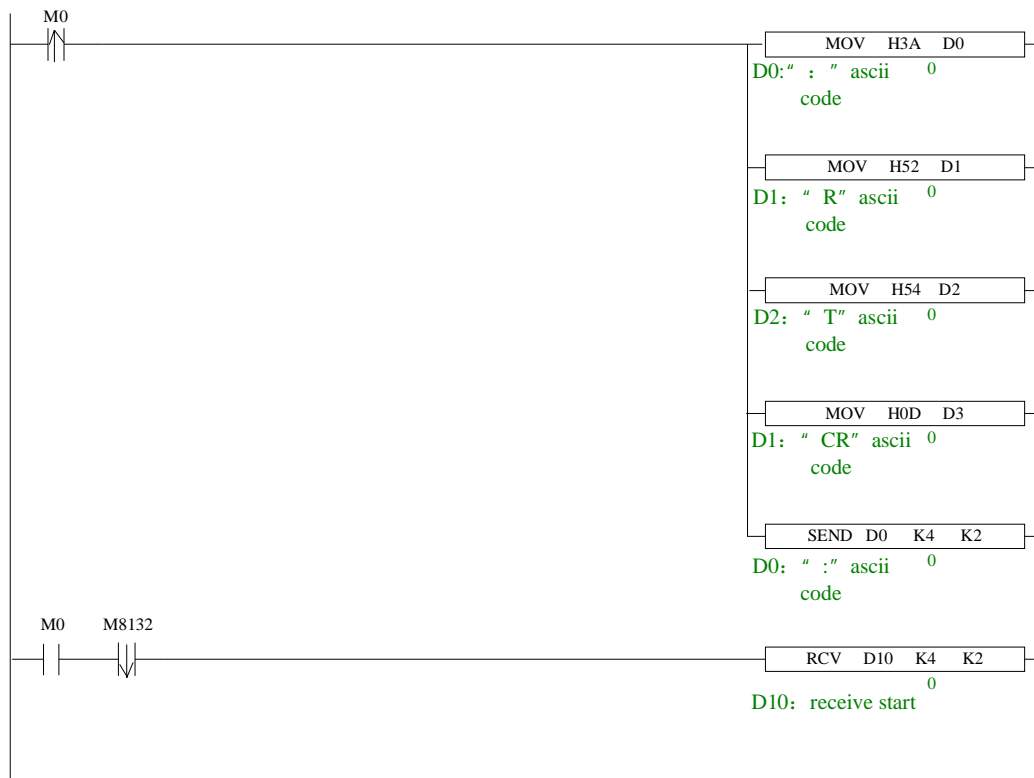 M0
MOV H3A D0
D0:“ : ” ascii 0
code
MOV H52 D1
D1: “ R” ascii 0
code
MOV H54 D2
D2: “ T” ascii 0
code
MOV H0D D3
D1: “ CR” ascii 0
code
SEND D0 K4 K2
D0: “ :” ascii 0
code
M0 M8132
RCV D10 K4 K2
0
D10: receive start